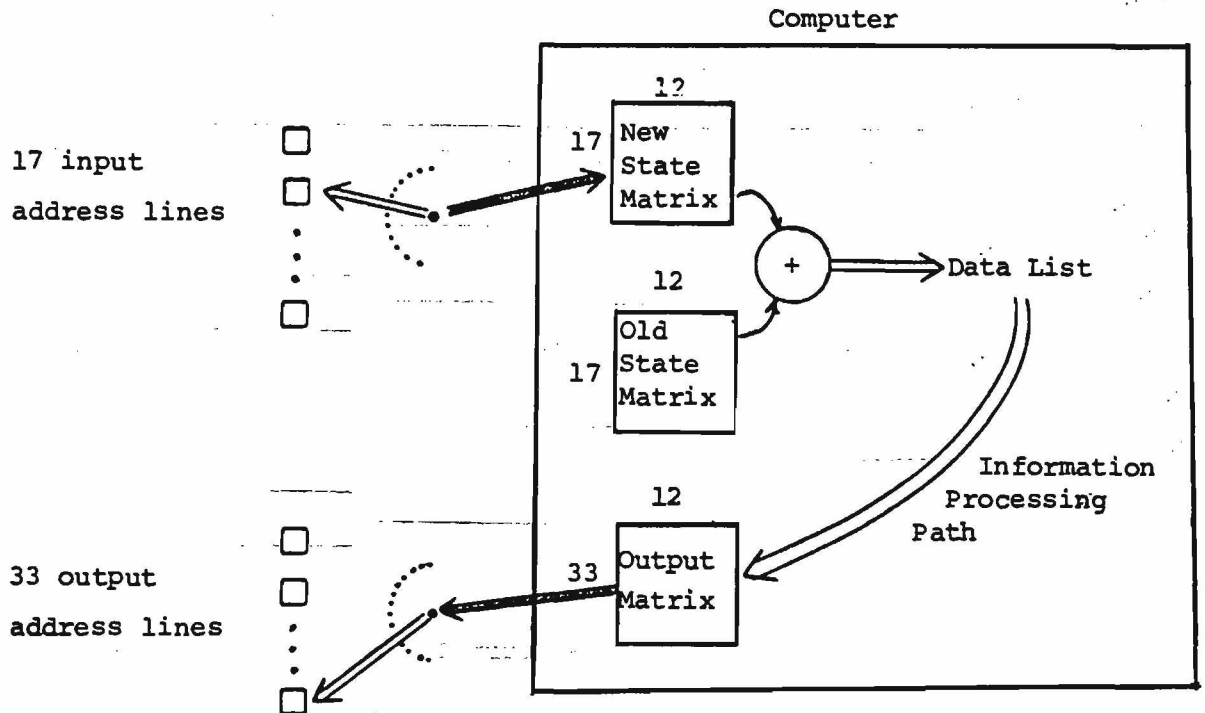 Computer
12
17 New
State
Matrix
17 input
address lines
+
Data List
12
Old
State
17 Matrix
Information
Processing
Path
12
33 Output
Matrix
33 output
address lines